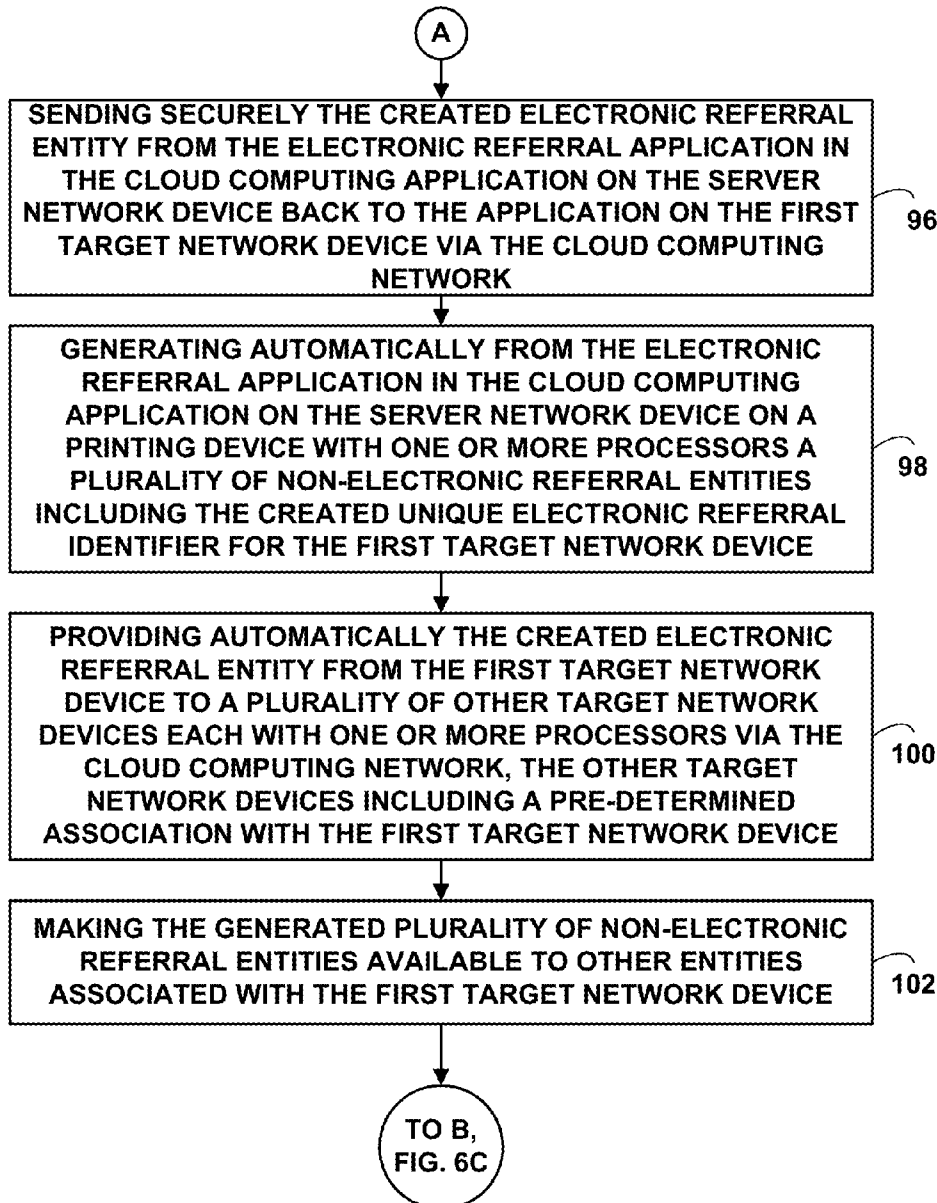 A
SENDING SECURELY THE CREATED ELECTRONIC REFERRAL
ENTITY FROM THE ELECTRONIC REFERRAL APPLICATION IN
THE CLOUD COMPUTING APPLICATION ON THE SERVER
NETWORK DEVICE BACK TO THE APPLICATION ON THE FIRST
TARGET NETWORK DEVICE VIA THE CLOUD COMPUTING
NETWORK
96
GENERATING AUTOMATICALLY FROM THE ELECTRONIC
REFERRAL APPLICATION IN THE CLOUD COMPUTING
APPLICATION ON THE SERVER NETWORK DEVICE ON A
PRINTING DEVICE WITH ONE OR MORE PROCESSORS A
PLURALITY OF NON-ELECTRONIC REFERRAL ENTITIES
INCLUDING THE CREATED UNIQUE ELECTRONIC REFERRAL
IDENTIFIER FOR THE FIRST TARGET NETWORK DEVICE
98
PROVIDING AUTOMATICALLY THE CREATED ELECTRONIC
REFERRAL ENTITY FROM THE FIRST TARGET NETWORK
DEVICE TO A PLURALITY OF OTHER TARGET NETWORK
DEVICES EACH WITH ONE OR MORE PROCESSORS VIA THE
CLOUD COMPUTING NETWORK, THE OTHER TARGET
NETWORK DEVICES INCLUDING A PRE-DETERMINED
ASSOCIATION WITH THE FIRST TARGET NETWORK DEVICE
100
MAKING THE GENERATED PLURALITY OF NON-ELECTRONIC
REFERRAL ENTITIES AVAILABLE TO OTHER ENTITIES
ASSOCIATED WITH THE FIRST TARGET NETWORK DEVICE
102
TO B,
FIG. 6C